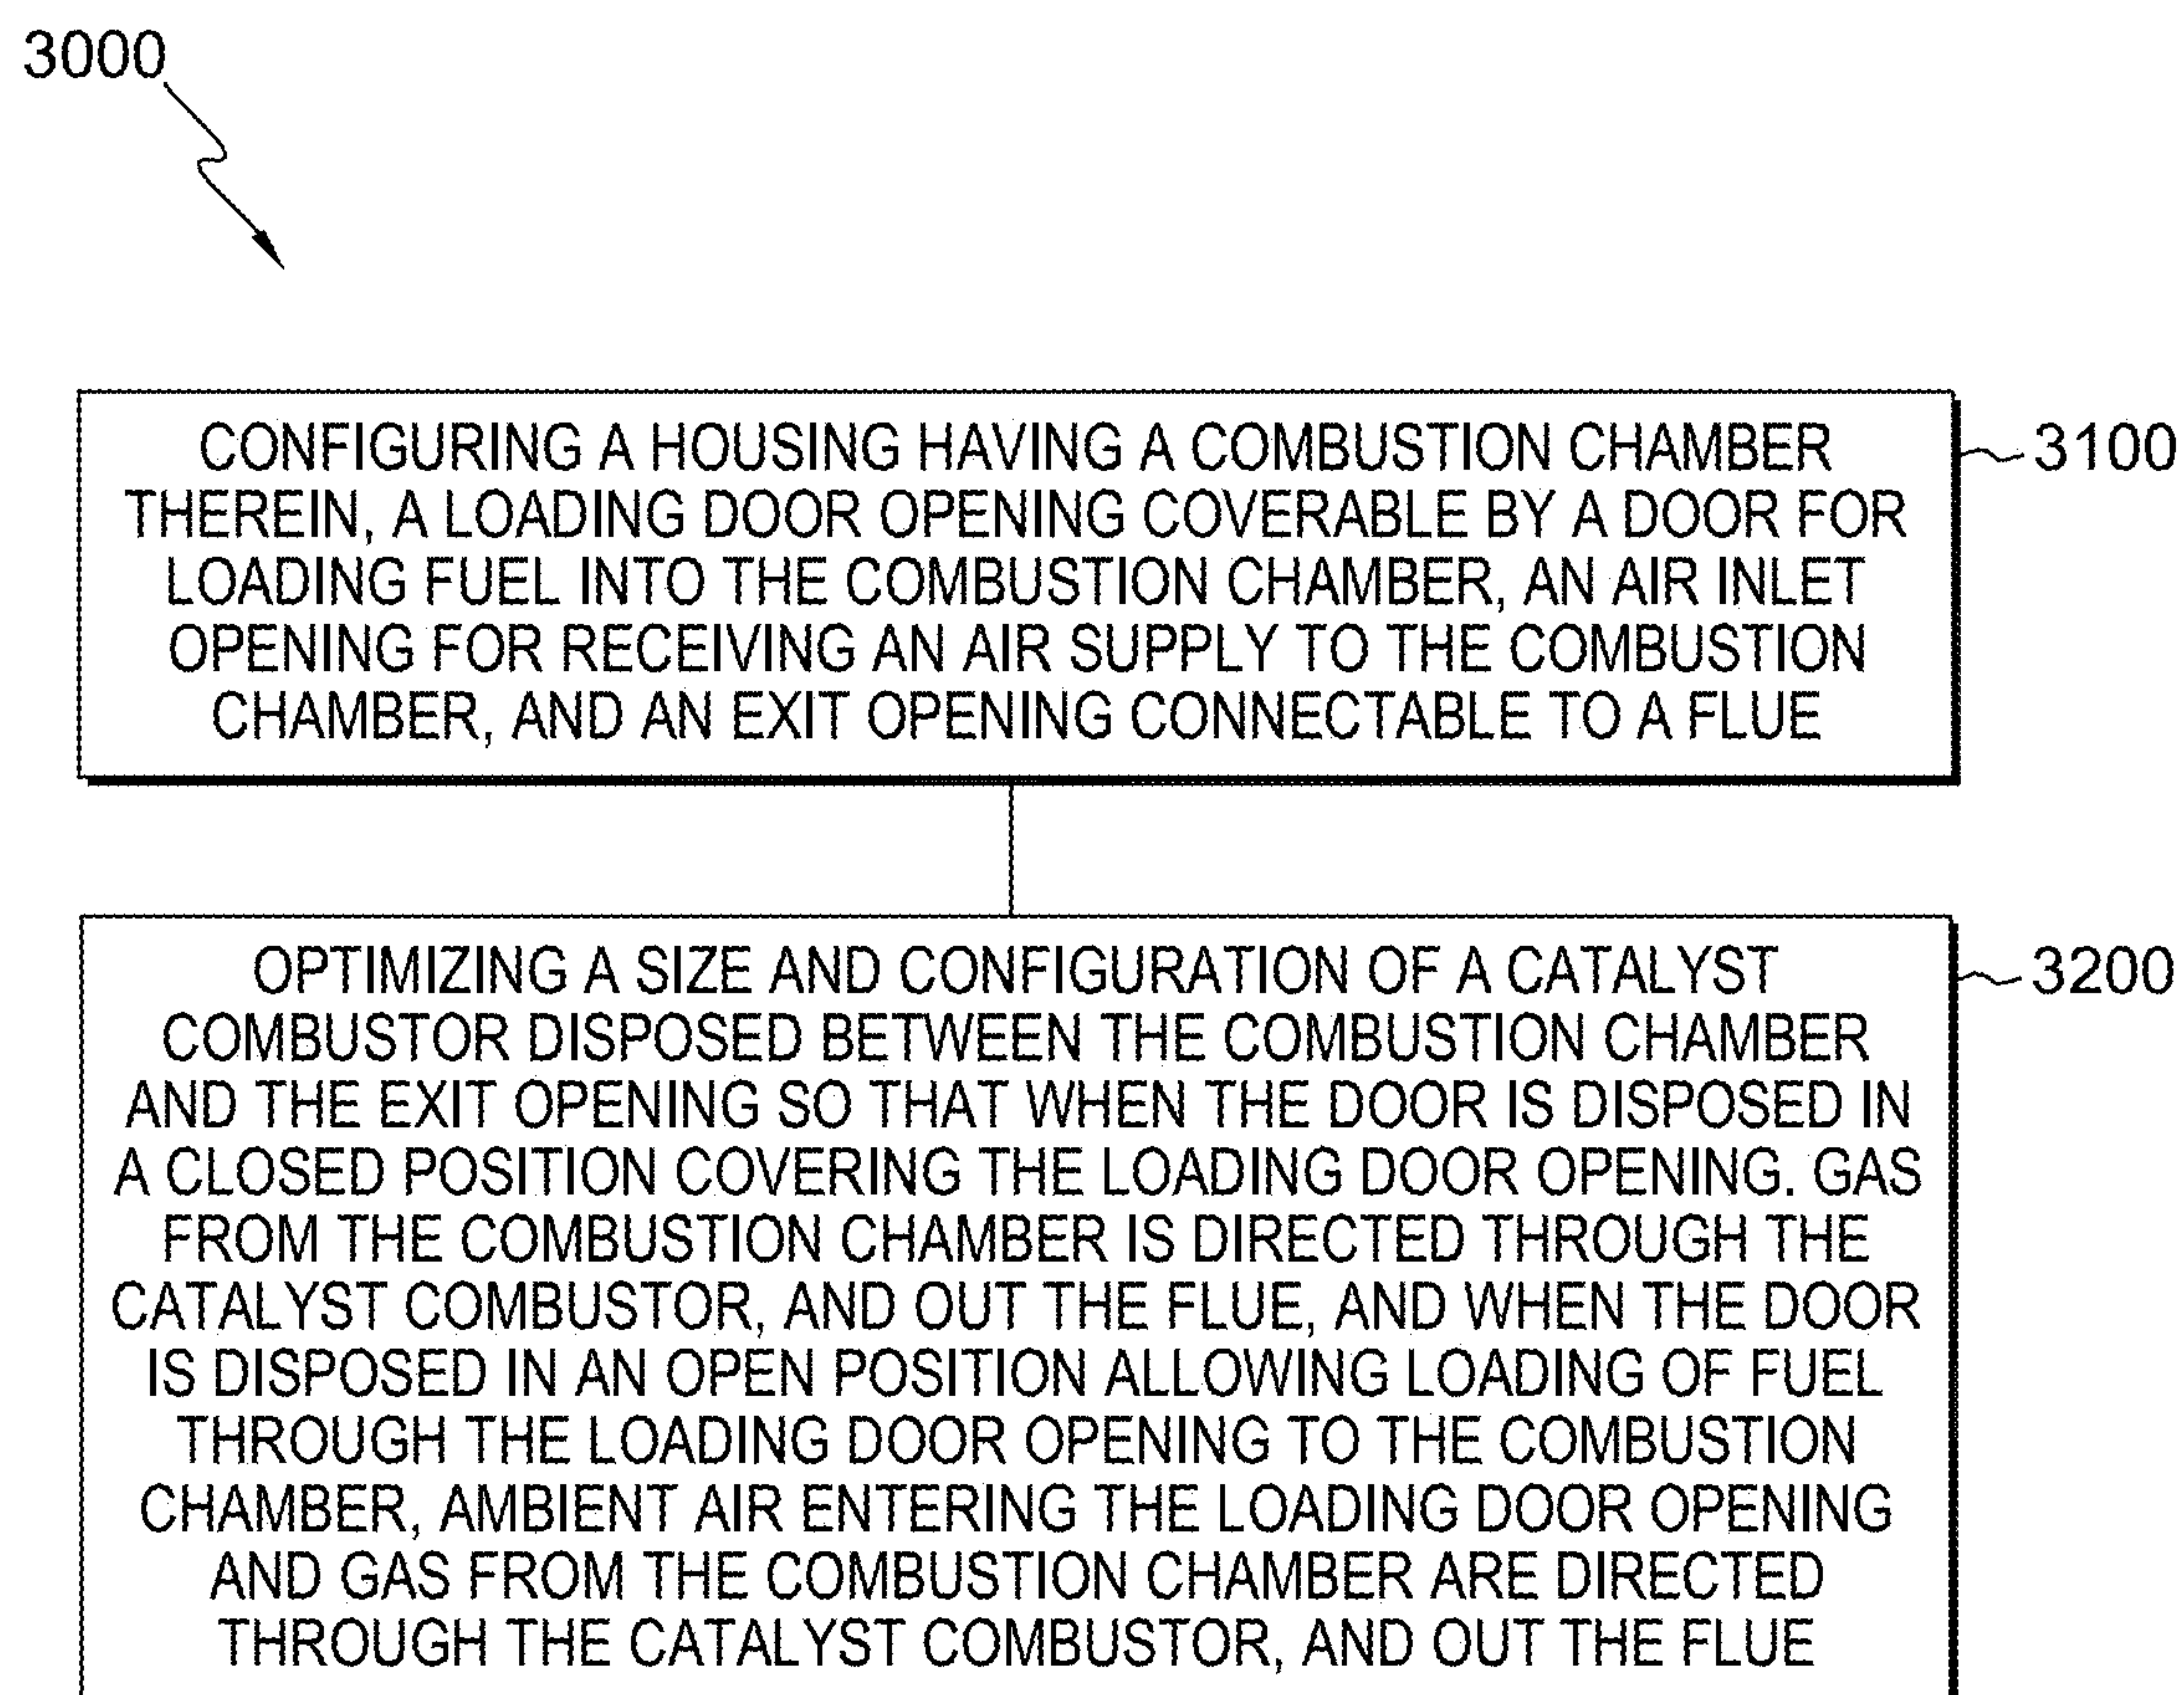 3000
CONFIGURING A HOUSING HAVING A COMBUSTION CHAMBER
THEREIN, A LOADING DOOR OPENING COVERABLE BY A DOOR FOR
LOADING FUEL INTO THE COMBUSTION CHAMBER, AN AIR INLET
OPENING FOR RECEIVING AN AIR SUPPLY TO THE COMBUSTION
CHAMBER, AND AN EXIT OPENING CONNECTABLE TO A FLUE
3100
OPTIMIZING A SIZE AND CONFIGURATION OF A CATALYST
COMBUSTOR DISPOSED BETWEEN THE COMBUSTION CHAMBER
AND THE EXIT OPENING SO THAT WHEN THE DOOR IS DISPOSED IN
A CLOSED POSITION COVERING THE LOADING DOOR OPENING. GAS
FROM THE COMBUSTION CHAMBER IS DIRECTED THROUGH THE
CATALYST COMBUSTOR, AND OUT THE FLUE, AND WHEN THE DOOR
IS DISPOSED IN AN OPEN POSITION ALLOWING LOADING OF FUEL
THROUGH THE LOADING DOOR OPENING TO THE COMBUSTION
CHAMBER, AMBIENT AIR ENTERING THE LOADING DOOR OPENING
AND GAS FROM THE COMBUSTION CHAMBER ARE DIRECTED
THROUGH THE CATALYST COMBUSTOR, AND OUT THE FLUE
3200